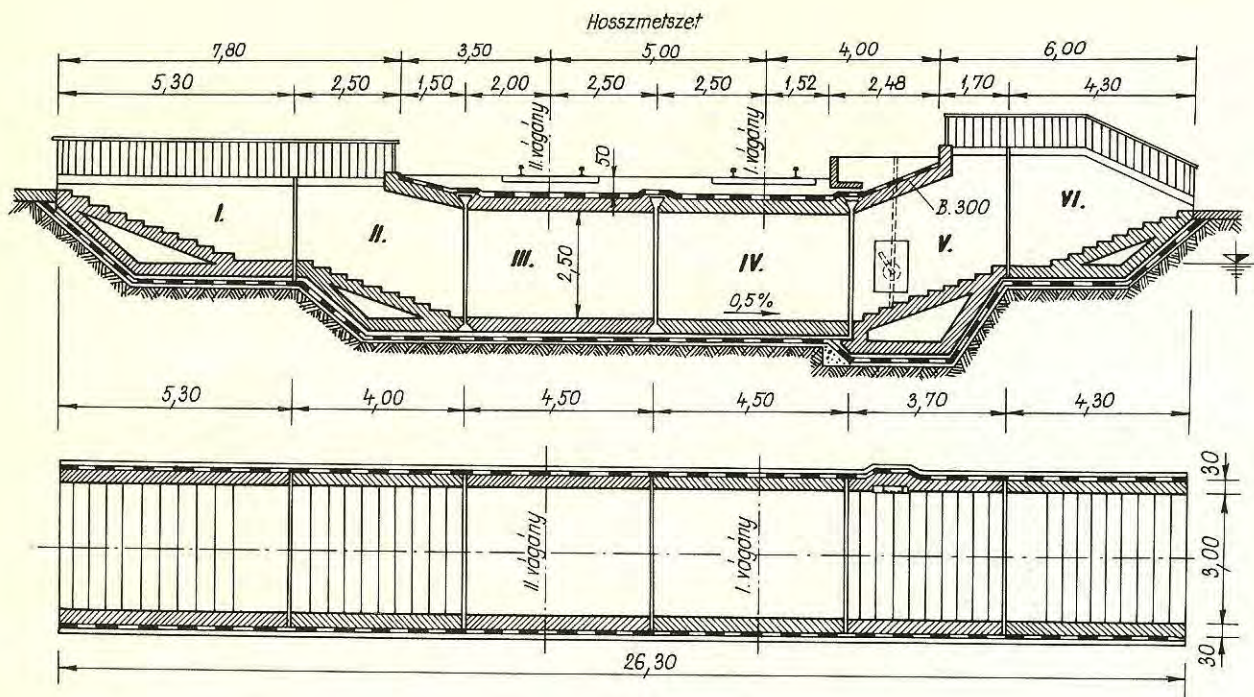 Hosszmetszet
7,80 3,50 5,00 4,00 6,00
5,30 2,50 1,50 2,00 2,50 2,50 1,52 2,48 1,70 4,30
II. vágány
50
I. vágány
I.
II.
III.
2,50
IV.
0,5%
V.
B.300
VI.
5,30 4,00 4,50 4,50 3,70 4,30
II. vágány
I. vágány
30
3,00
30
26,30